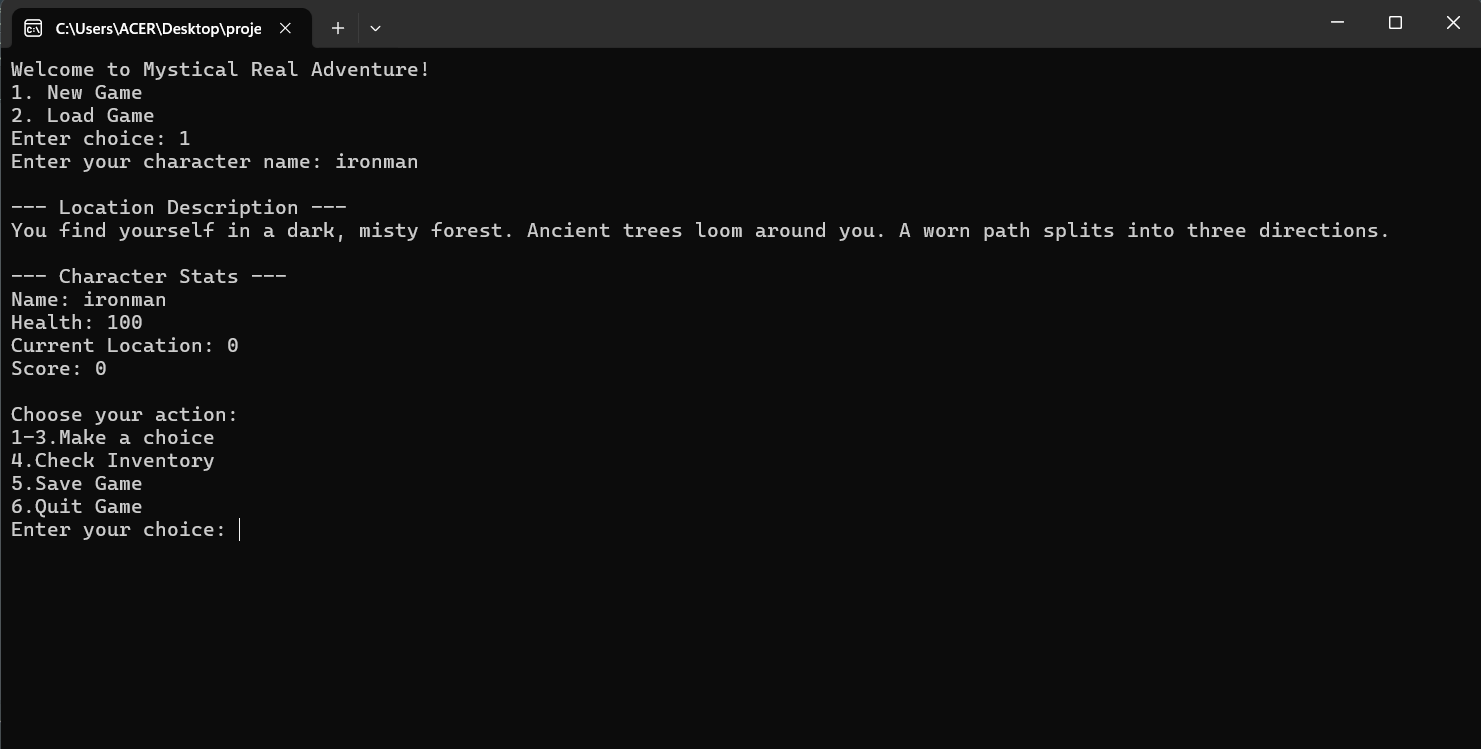 C:\Users\ACER\Desktop\proje
Welcome to Mystical Real Adventure!
1. New Game
2. Load Game
Enter choice: 1
Enter your character name: ironman
--- Location Description ---
You find yourself in a dark, misty forest. Ancient trees loom around you. A worn path splits into three directions.
--- Character Stats ---
Name: ironman
Health: 100
Current Location: 0
Score: 0
Choose your action:
1-3.Make a choice
4.Check Inventory
5.Save Game
6.Quit Game
Enter your choice: